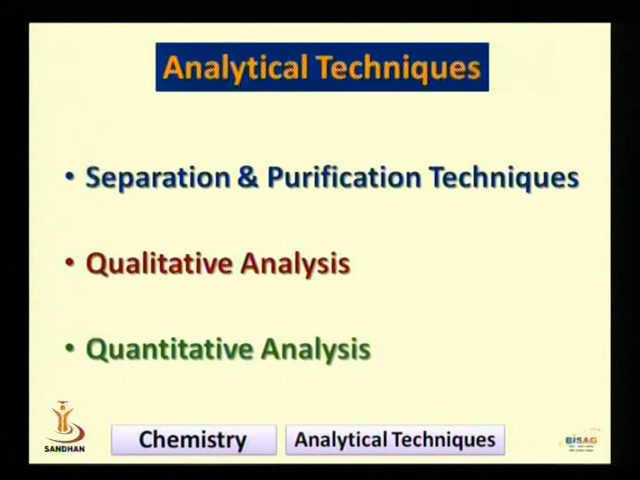 Analytical Techniques
• Separation & Purification Techniques
• Qualitative Analysis
• Quantitative Analysis
SANDHAN
Chemistry
Analytical Techniques
BISAG